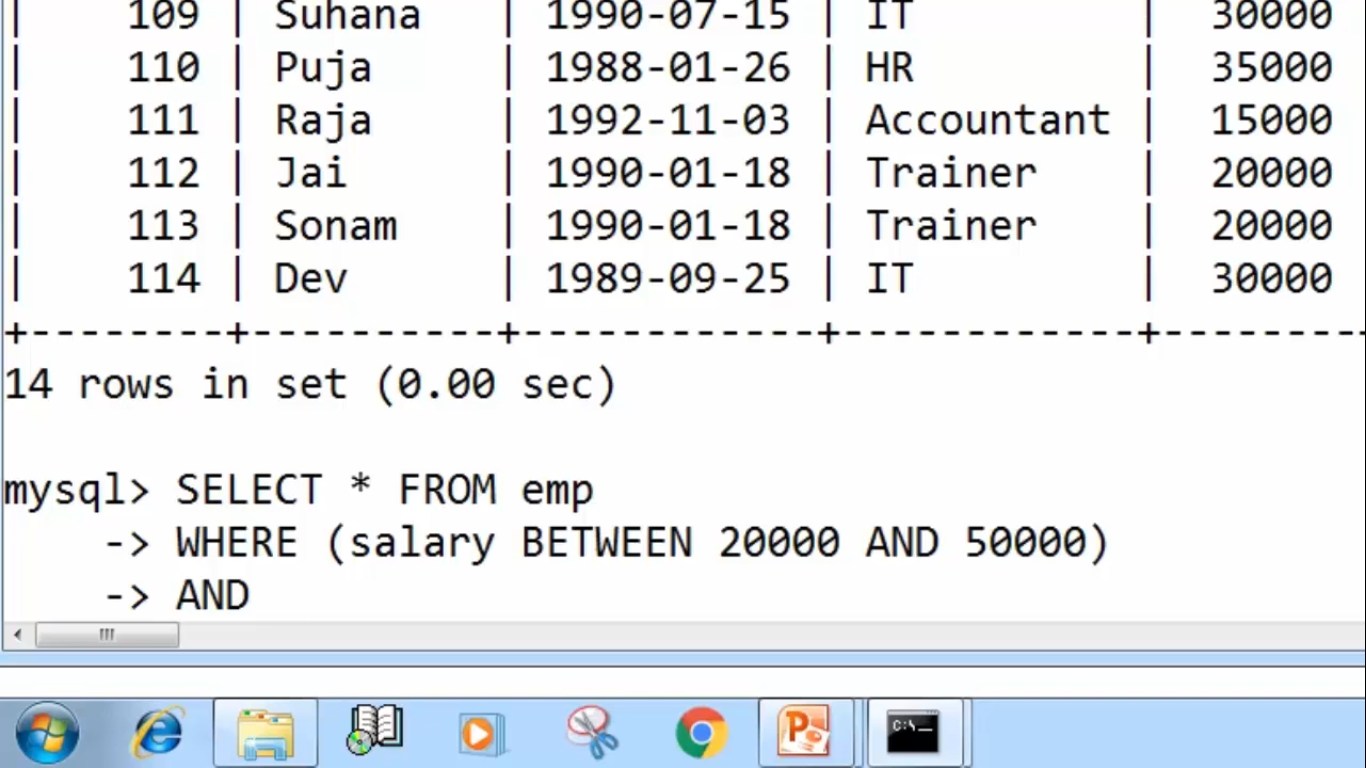 | 109 | Suhana | 1990-07-15 | IT | 30000
| 110 | Puja | 1988-01-26 | HR | 35000
| 111 | Raja | 1992-11-03 | Accountant | 15000
| 112 | Jai | 1990-01-18 | Trainer | 20000
| 113 | Sonam | 1990-01-18 | Trainer | 20000
| 114 | Dev | 1989-09-25 | IT | 30000
+--------+----------+------------+------------+--------
14 rows in set (0.00 sec)
mysql> SELECT * FROM emp
-> WHERE (salary BETWEEN 20000 AND 50000)
-> AND
C:\_